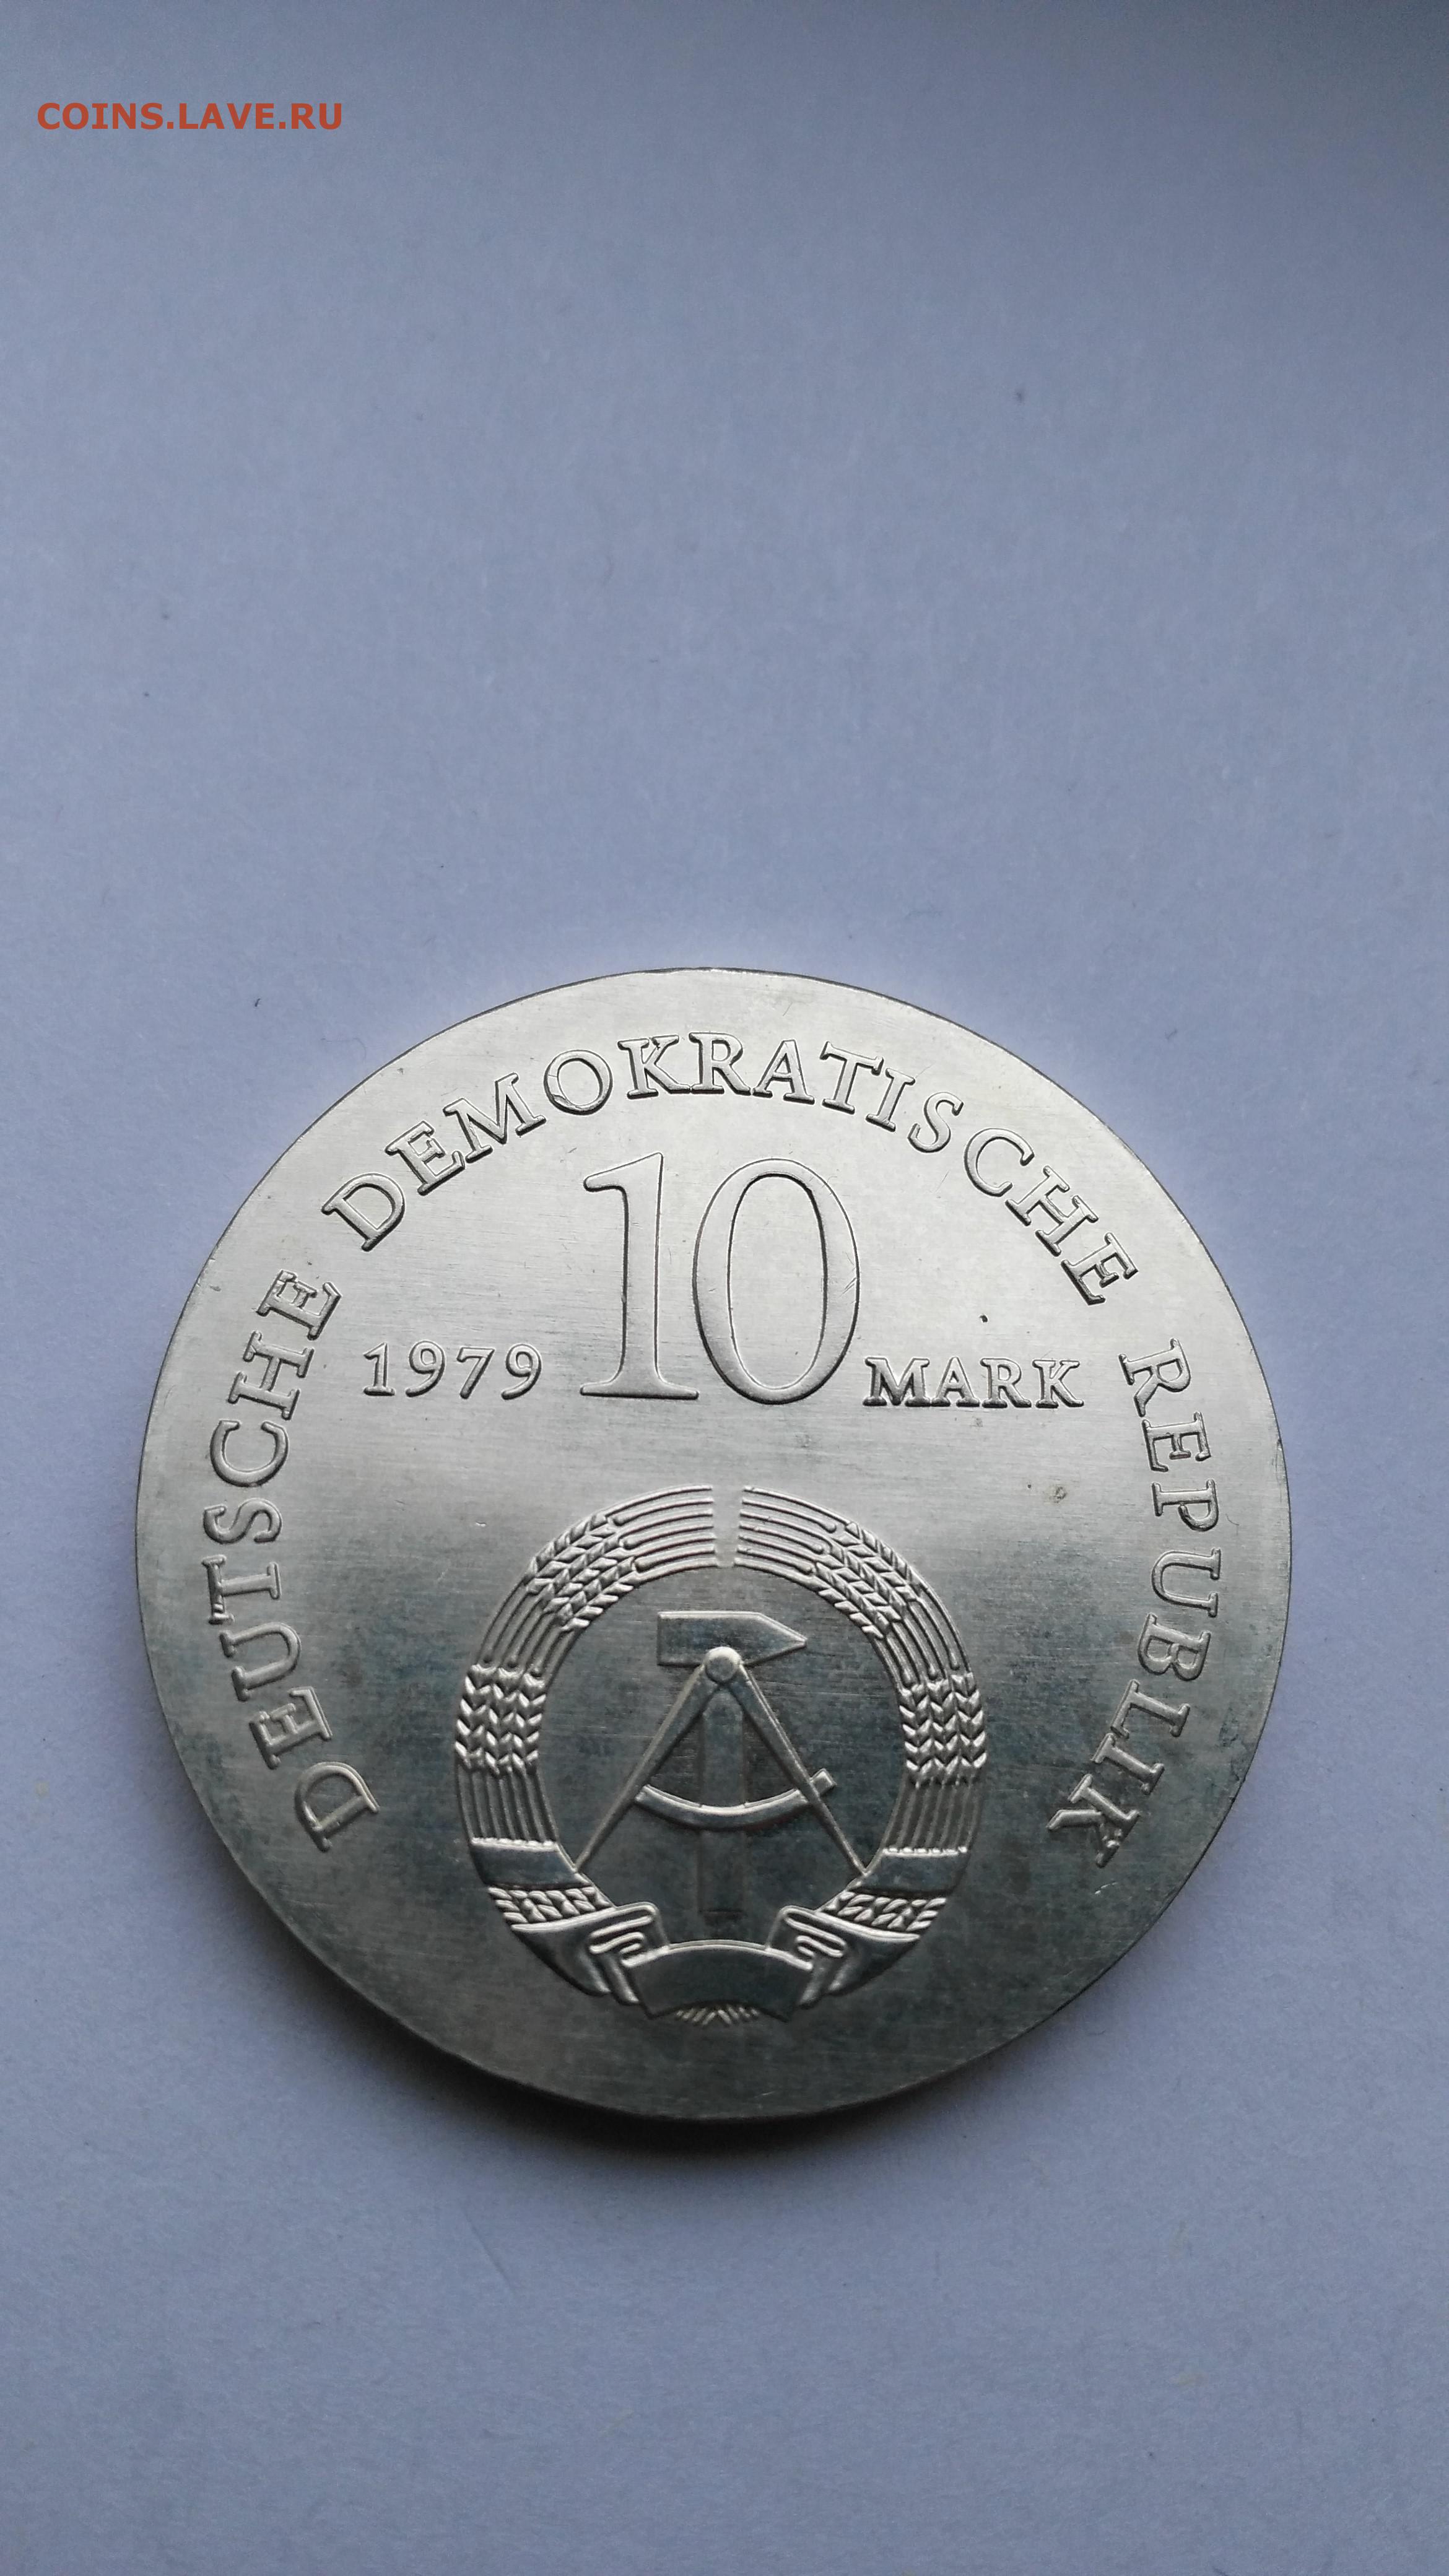 COINS.LAVE.RU
DEUTSCHE DEMOKRATISCHE REPUBLIK
10
1979 MARK